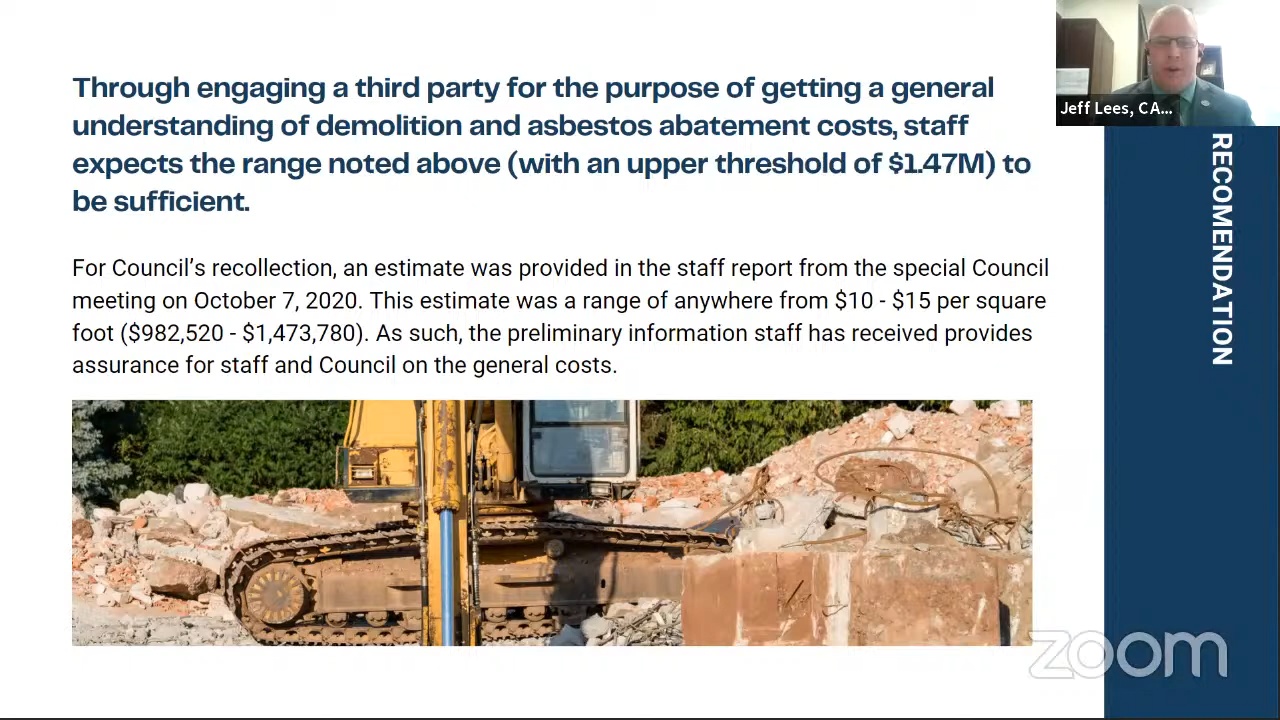 Through engaging a third party for the purpose of getting a general
understanding of demolition and asbestos abatement costs, staff
expects the range noted above (with an upper threshold of $1.47M) to
be sufficient.
For Council’s recollection, an estimate was provided in the staff report from the special Council
meeting on October 7, 2020. This estimate was a range of anywhere from $10 - $15 per square
foot ($982,520 - $1,473,780). As such, the preliminary information staff has received provides
assurance for staff and Council on the general costs.
Jeff Lees, CA...
RECOMENDATION
zoom